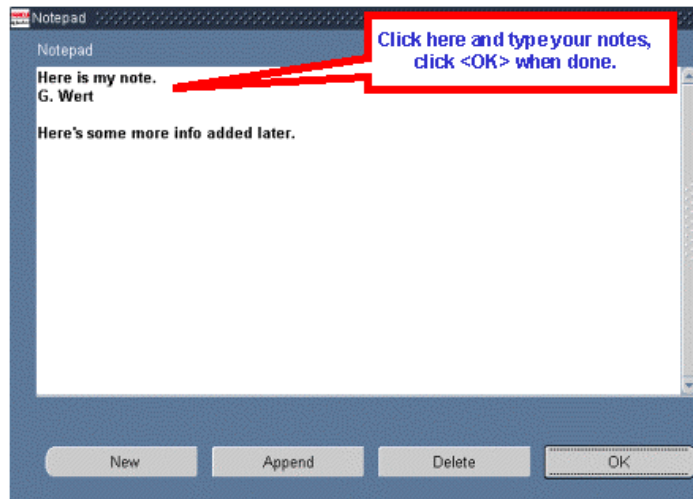 Notepad
Click here and type your notes,
click <OK> when done.
Notepad
Here is my note.
G. Wert
Here's some more info added later.
New Append Delete OK